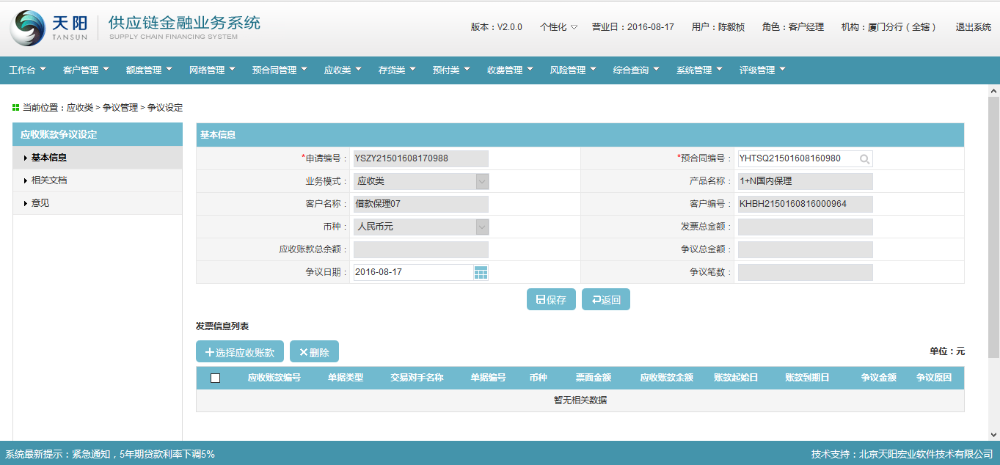 天阳 TANSUN 供应链金融业务系统 SUPPLY CHAIN FINANCING SYSTEM
版本：V2.0.0 个性化 营业日：2016-08-17 用户：陈毅桢 角色：客户经理 机构：厦门分行（全辖） 退出系统
工作台 客户管理 额度管理 网络管理 预合同管理 应收类 存货类 预付类 收费管理 风险管理 综合查询 系统管理 评级管理
当前位置：应收类 > 争议管理 > 争议设定
应收账款争议设定
基本信息
相关文档
意见
基本信息
*申请编号： YSZY21501608170988 *预合同编号： YHTSQ21501608160980
业务模式： 应收类 产品名称： 1+N国内保理
客户名称： 借款保理07 客户编号： KHBH2150160816000964
币种： 人民币元 发票总金额：
应收账款总余额： 争议总金额：
争议日期： 2016-08-17 争议笔数：
保存 返回
发票信息列表
选择应收账款 删除 单位：元
应收账款编号 单据类型 交易对手名称 单据编号 币种 票面金额 应收账款余额 账款起始日 账款到期日 争议金额 争议原因
暂无相关数据
系统最新提示：紧急通知，5年期贷款利率下调5% 技术支持：北京天阳宏业软件技术有限公司